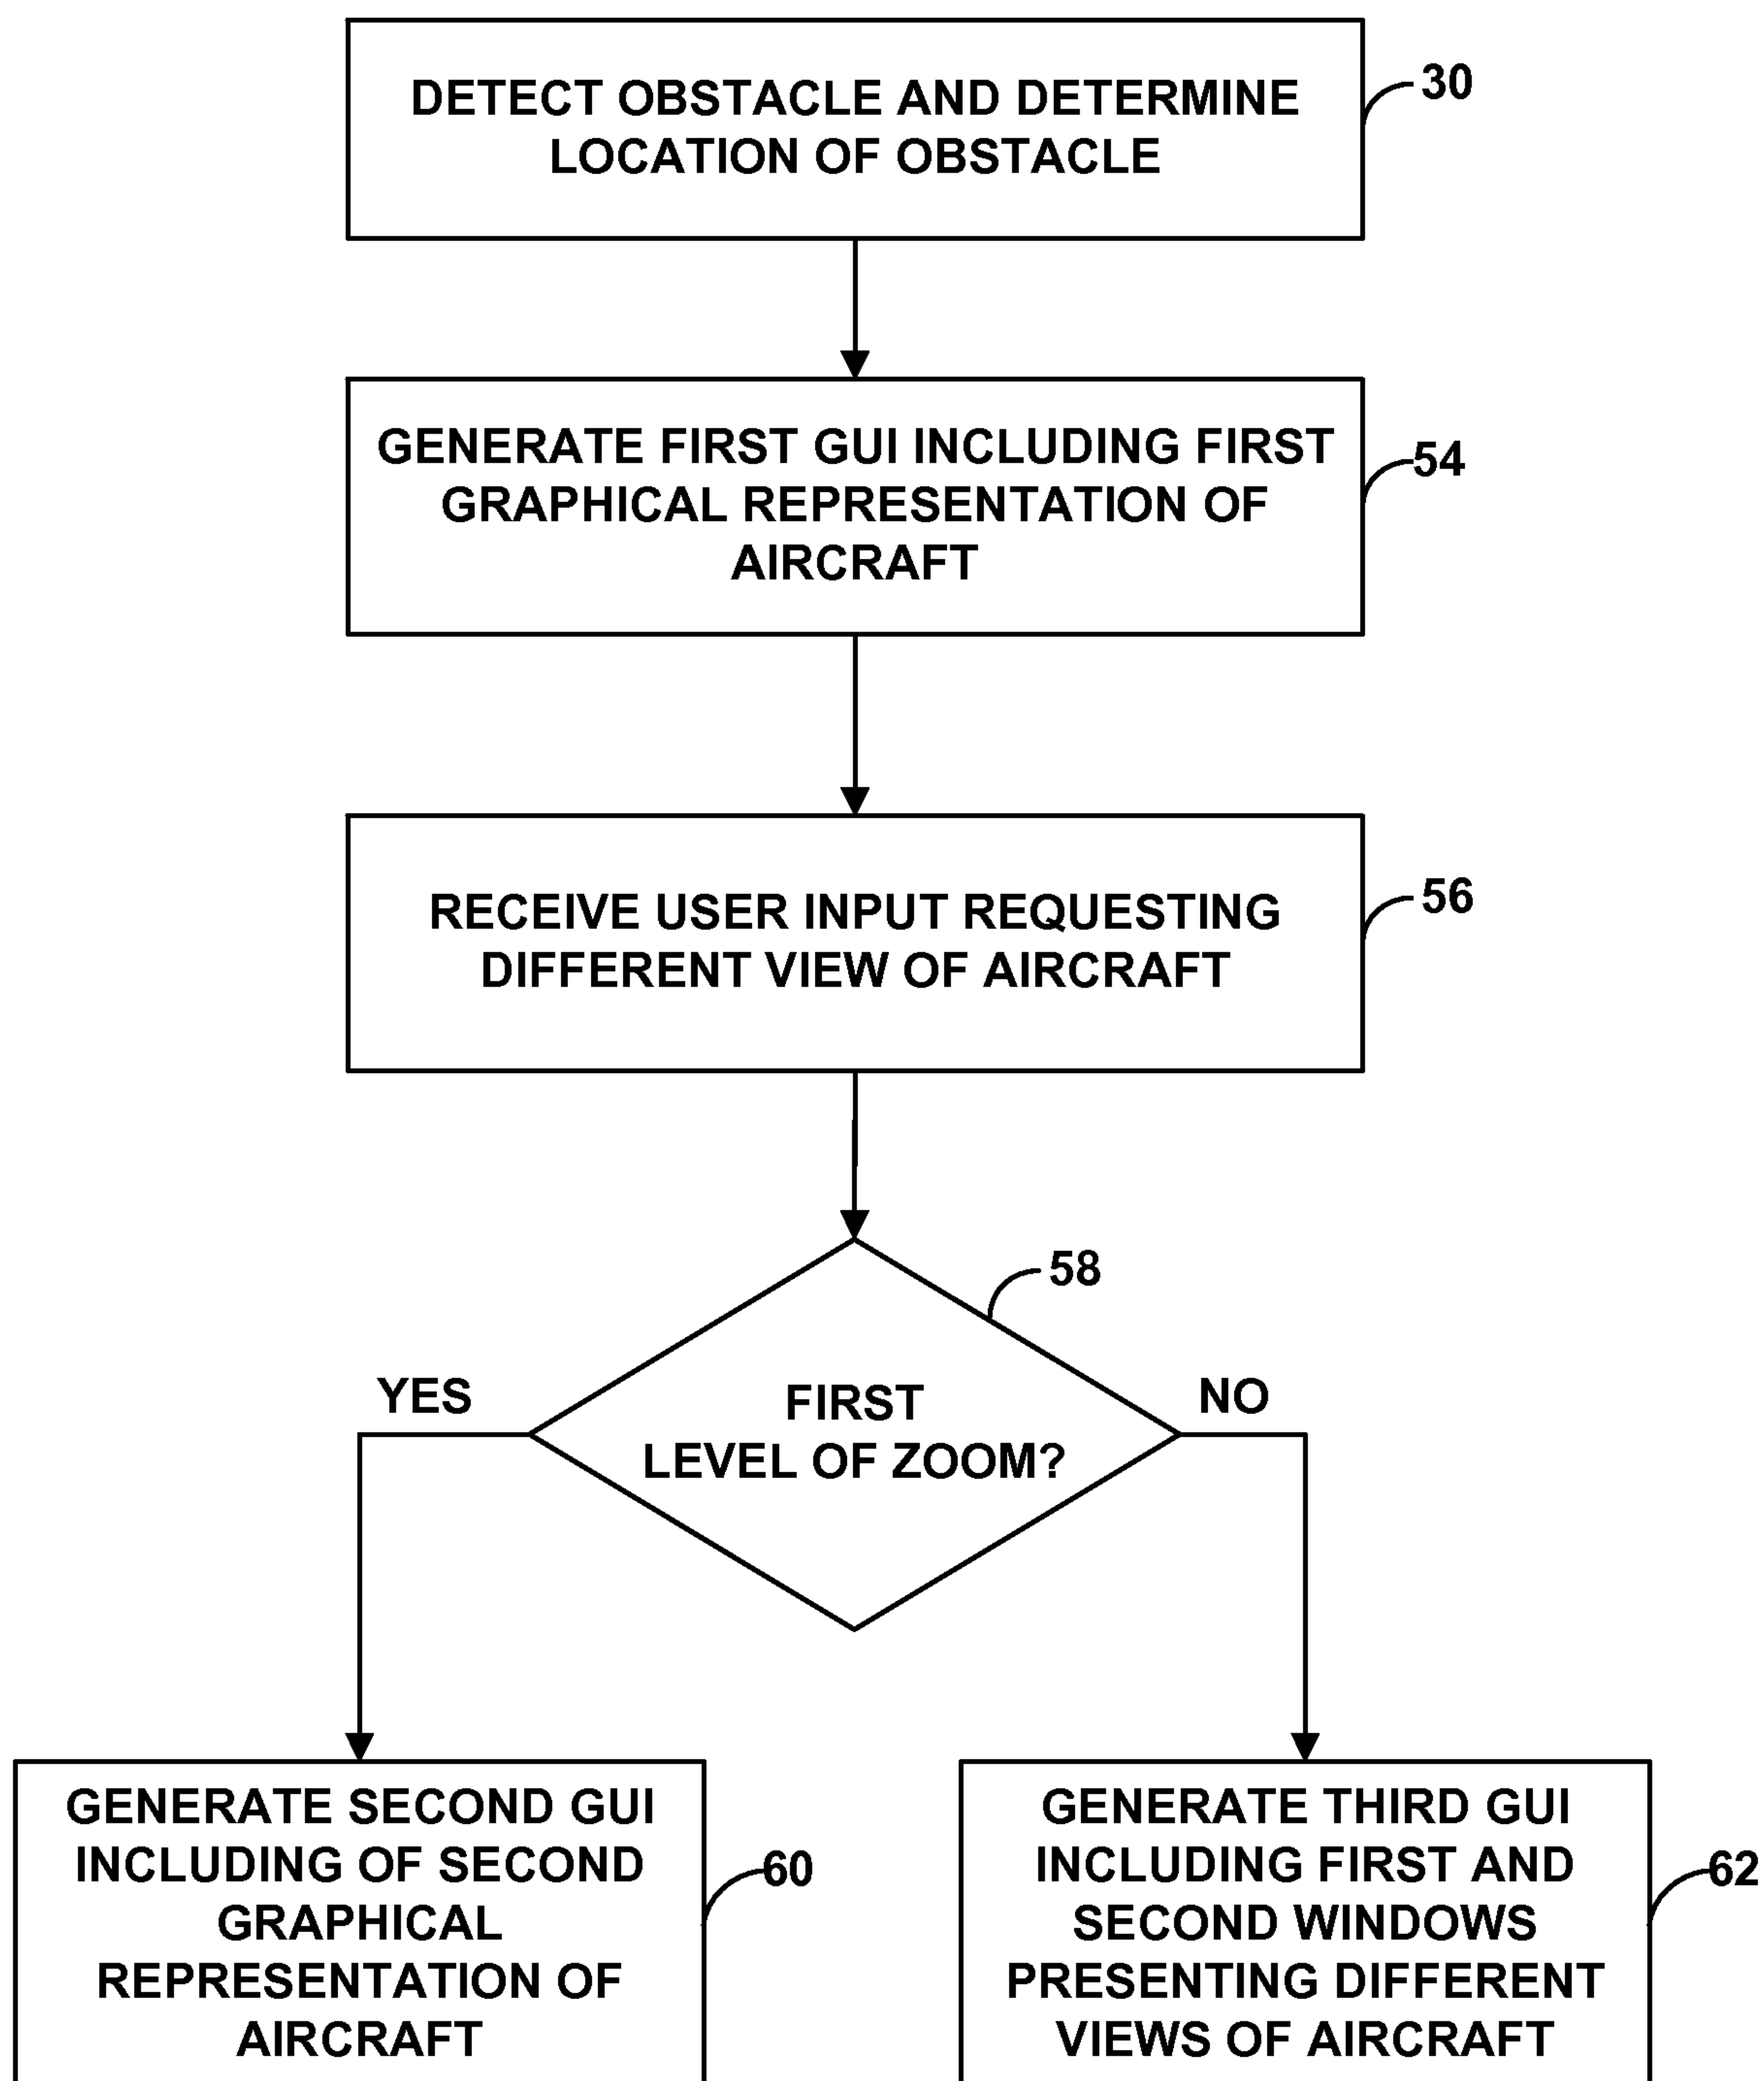 DETECT OBSTACLE AND DETERMINE
LOCATION OF OBSTACLE
30
GENERATE FIRST GUI INCLUDING FIRST
GRAPHICAL REPRESENTATION OF
AIRCRAFT
54
RECEIVE USER INPUT REQUESTING
DIFFERENT VIEW OF AIRCRAFT
56
58
YES
FIRST
LEVEL OF ZOOM?
NO
GENERATE SECOND GUI
INCLUDING OF SECOND
GRAPHICAL
REPRESENTATION OF
AIRCRAFT
60
GENERATE THIRD GUI
INCLUDING FIRST AND
SECOND WINDOWS
PRESENTING DIFFERENT
VIEWS OF AIRCRAFT
62